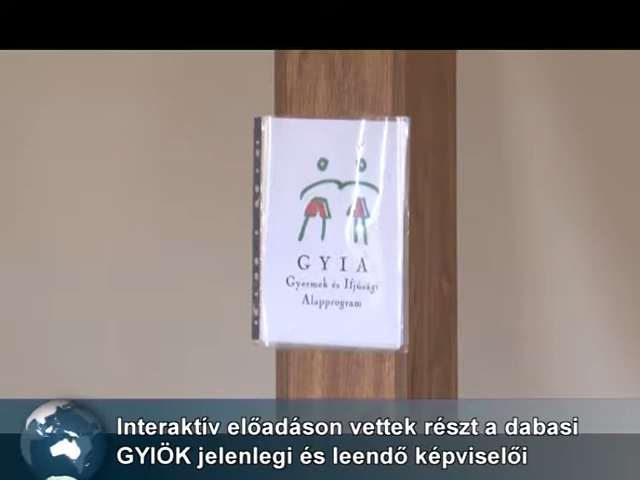 GYIA
Gyermek és Ifjúsági
Alapprogram
Interaktív előadáson vettek részt a dabasi
GYIÖK jelenlegi és leendő képviselői